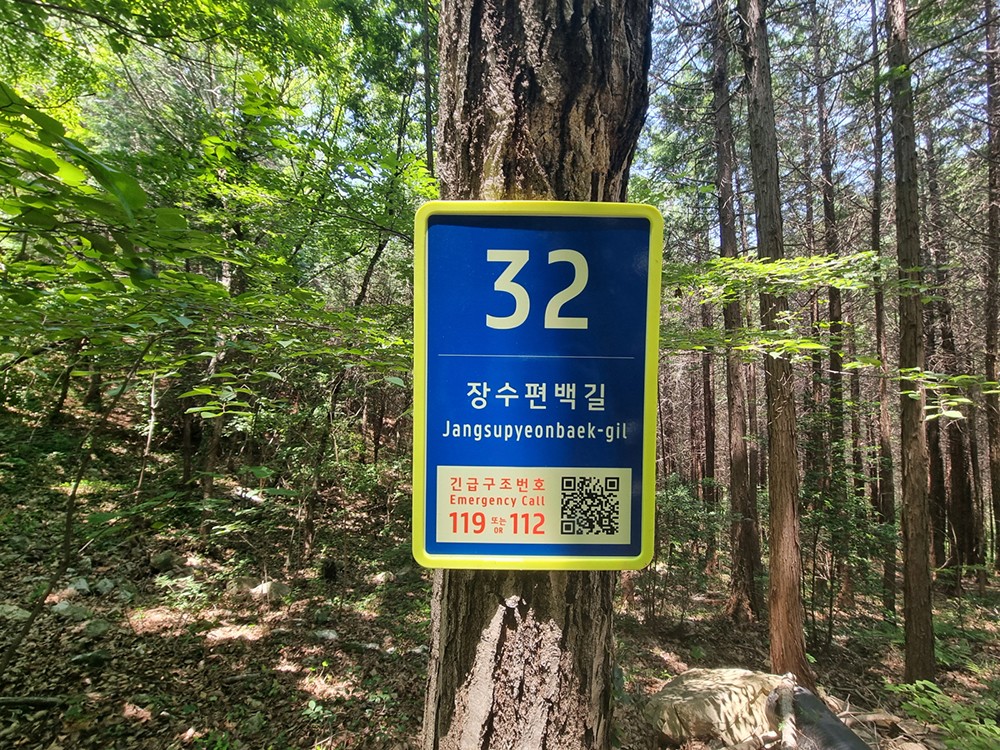 32
장수편백길
Jangsupyeonbaek-gil
긴급구조번호
Emergency Call
119 또는 OR 112